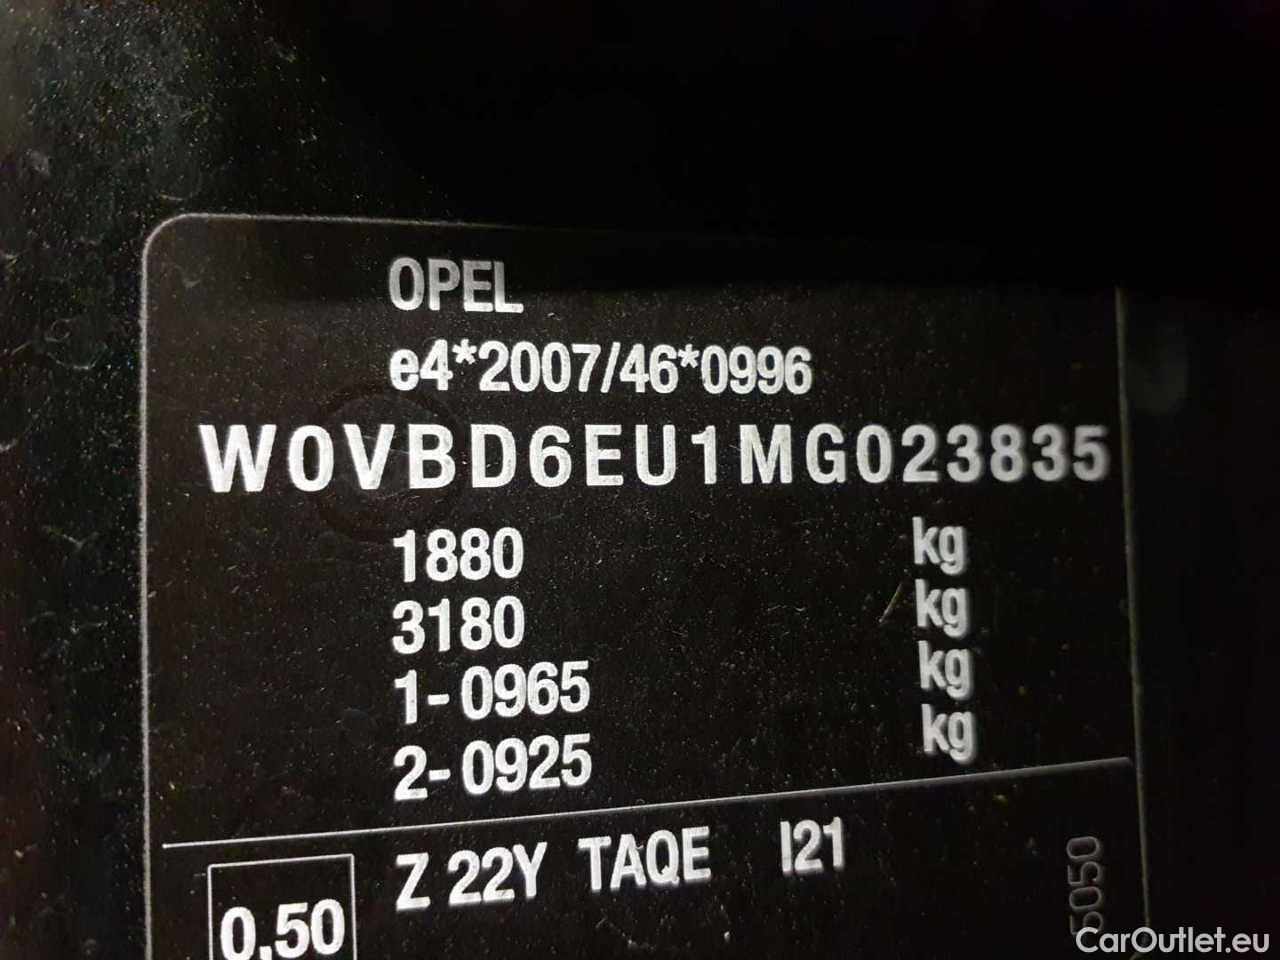 OPEL
e4*2007/46*0996
W0VBD6EU1MG023835
1880 kg
3180 kg
1-0965 kg
2-0925 kg
Z 22Y TAQE I21
0,50
CarOutlet.eu